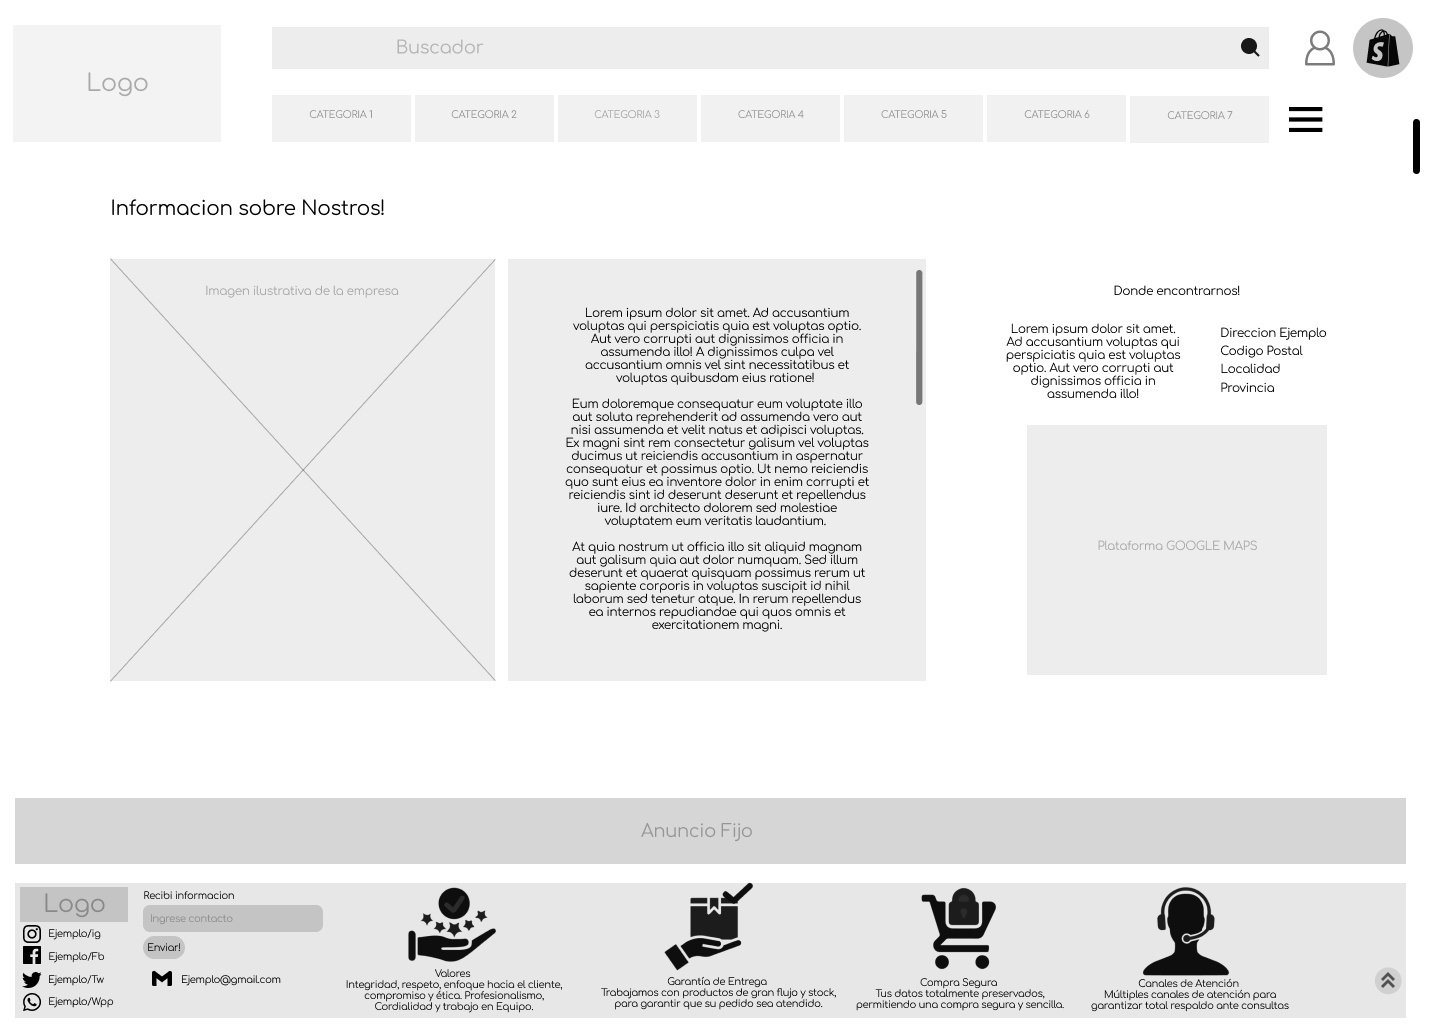 Logo
Buscador
CATEGORIA 1
CATEGORIA 2
CATEGORIA 3
CATEGORIA 4
CATEGORIA 5
CATEGORIA 6
CATEGORIA 7
Informacion sobre Nostros!
Imagen ilustrativa de la empresa
Lorem ipsum dolor sit amet. Ad accusantium
voluptas qui perspiciatis quia est voluptas optio.
Aut vero corrupti aut dignissimos officia in
assumenda illo! A dignissimos culpa vel
accusantium omnis vel sint necessitatibus et
voluptas quibusdam eius ratione!
Eum doloremque consequatur eum voluptate illo
aut soluta reprehenderit ad assumenda vero aut
nisi assumenda et velit natus et adipisci voluptas.
Ex magni sint rem consectetur galisum vel voluptas
ducimus ut reiciendis accusantium in aspernatur
consequatur et possimus optio. Ut nemo reiciendis
quo sunt eius ea inventore dolor in enim corrupti et
reiciendis sint id deserunt deserunt et repellendus
iure. Id architecto dolorem sed molestiae
voluptatem eum veritatis laudantium.
At quia nostrum ut officia illo sit aliquid magnam
aut galisum quia aut dolor numquam. Sed illum
deserunt et quaerat quisquam possimus rerum ut
sapiente corporis in voluptas suscipit id nihil
laborum sed tenetur atque. In rerum repellendus
ea internos repudiandae qui quos omnis et
exercitationem magni.
Donde encontrarnos!
Lorem ipsum dolor sit amet.
Ad accusantium voluptas qui
perspiciatis quia est voluptas
optio. Aut vero corrupti aut
dignissimos officia in
assumenda illo!
Direccion Ejemplo
Codigo Postal
Localidad
Provincia
Plataforma GOOGLE MAPS
Anuncio Fijo
Logo
Ejemplo/ig
Ejemplo/Fb
Ejemplo/Tw
Ejemplo/Wpp
Recibi informacion
Ingrese contacto
Enviar!
Ejemplo@gmail.com
Valores
Integridad, respeto, enfoque hacia el cliente,
compromiso y ética. Profesionalismo,
Cordialidad y trabajo en Equipo.
Garantía de Entrega
Trabajamos con productos de gran flujo y stock,
para garantir que su pedido sea atendido.
Compra Segura
Tus datos totalmente preservados,
permitiendo una compra segura y sencilla.
Canales de Atención
Múltiples canales de atención para
garantizar total respaldo ante consultas